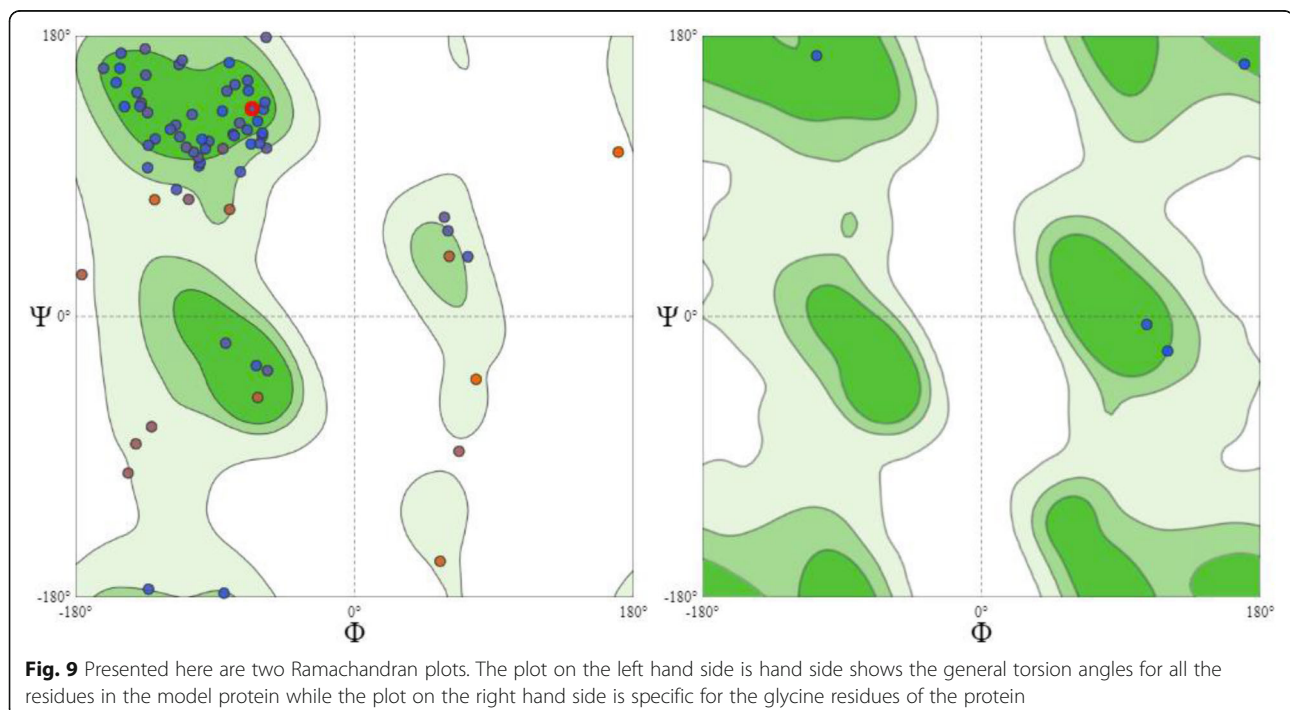 180°
180°
Ψ 0°
Ψ 0°
-180°
-180°
-180°
0°
180°
-180°
0°
180°
Φ
Φ
Fig. 9 Presented here are two Ramachandran plots. The plot on the left hand side is hand side shows the general torsion angles for all the
residues in the model protein while the plot on the right hand side is specific for the glycine residues of the protein